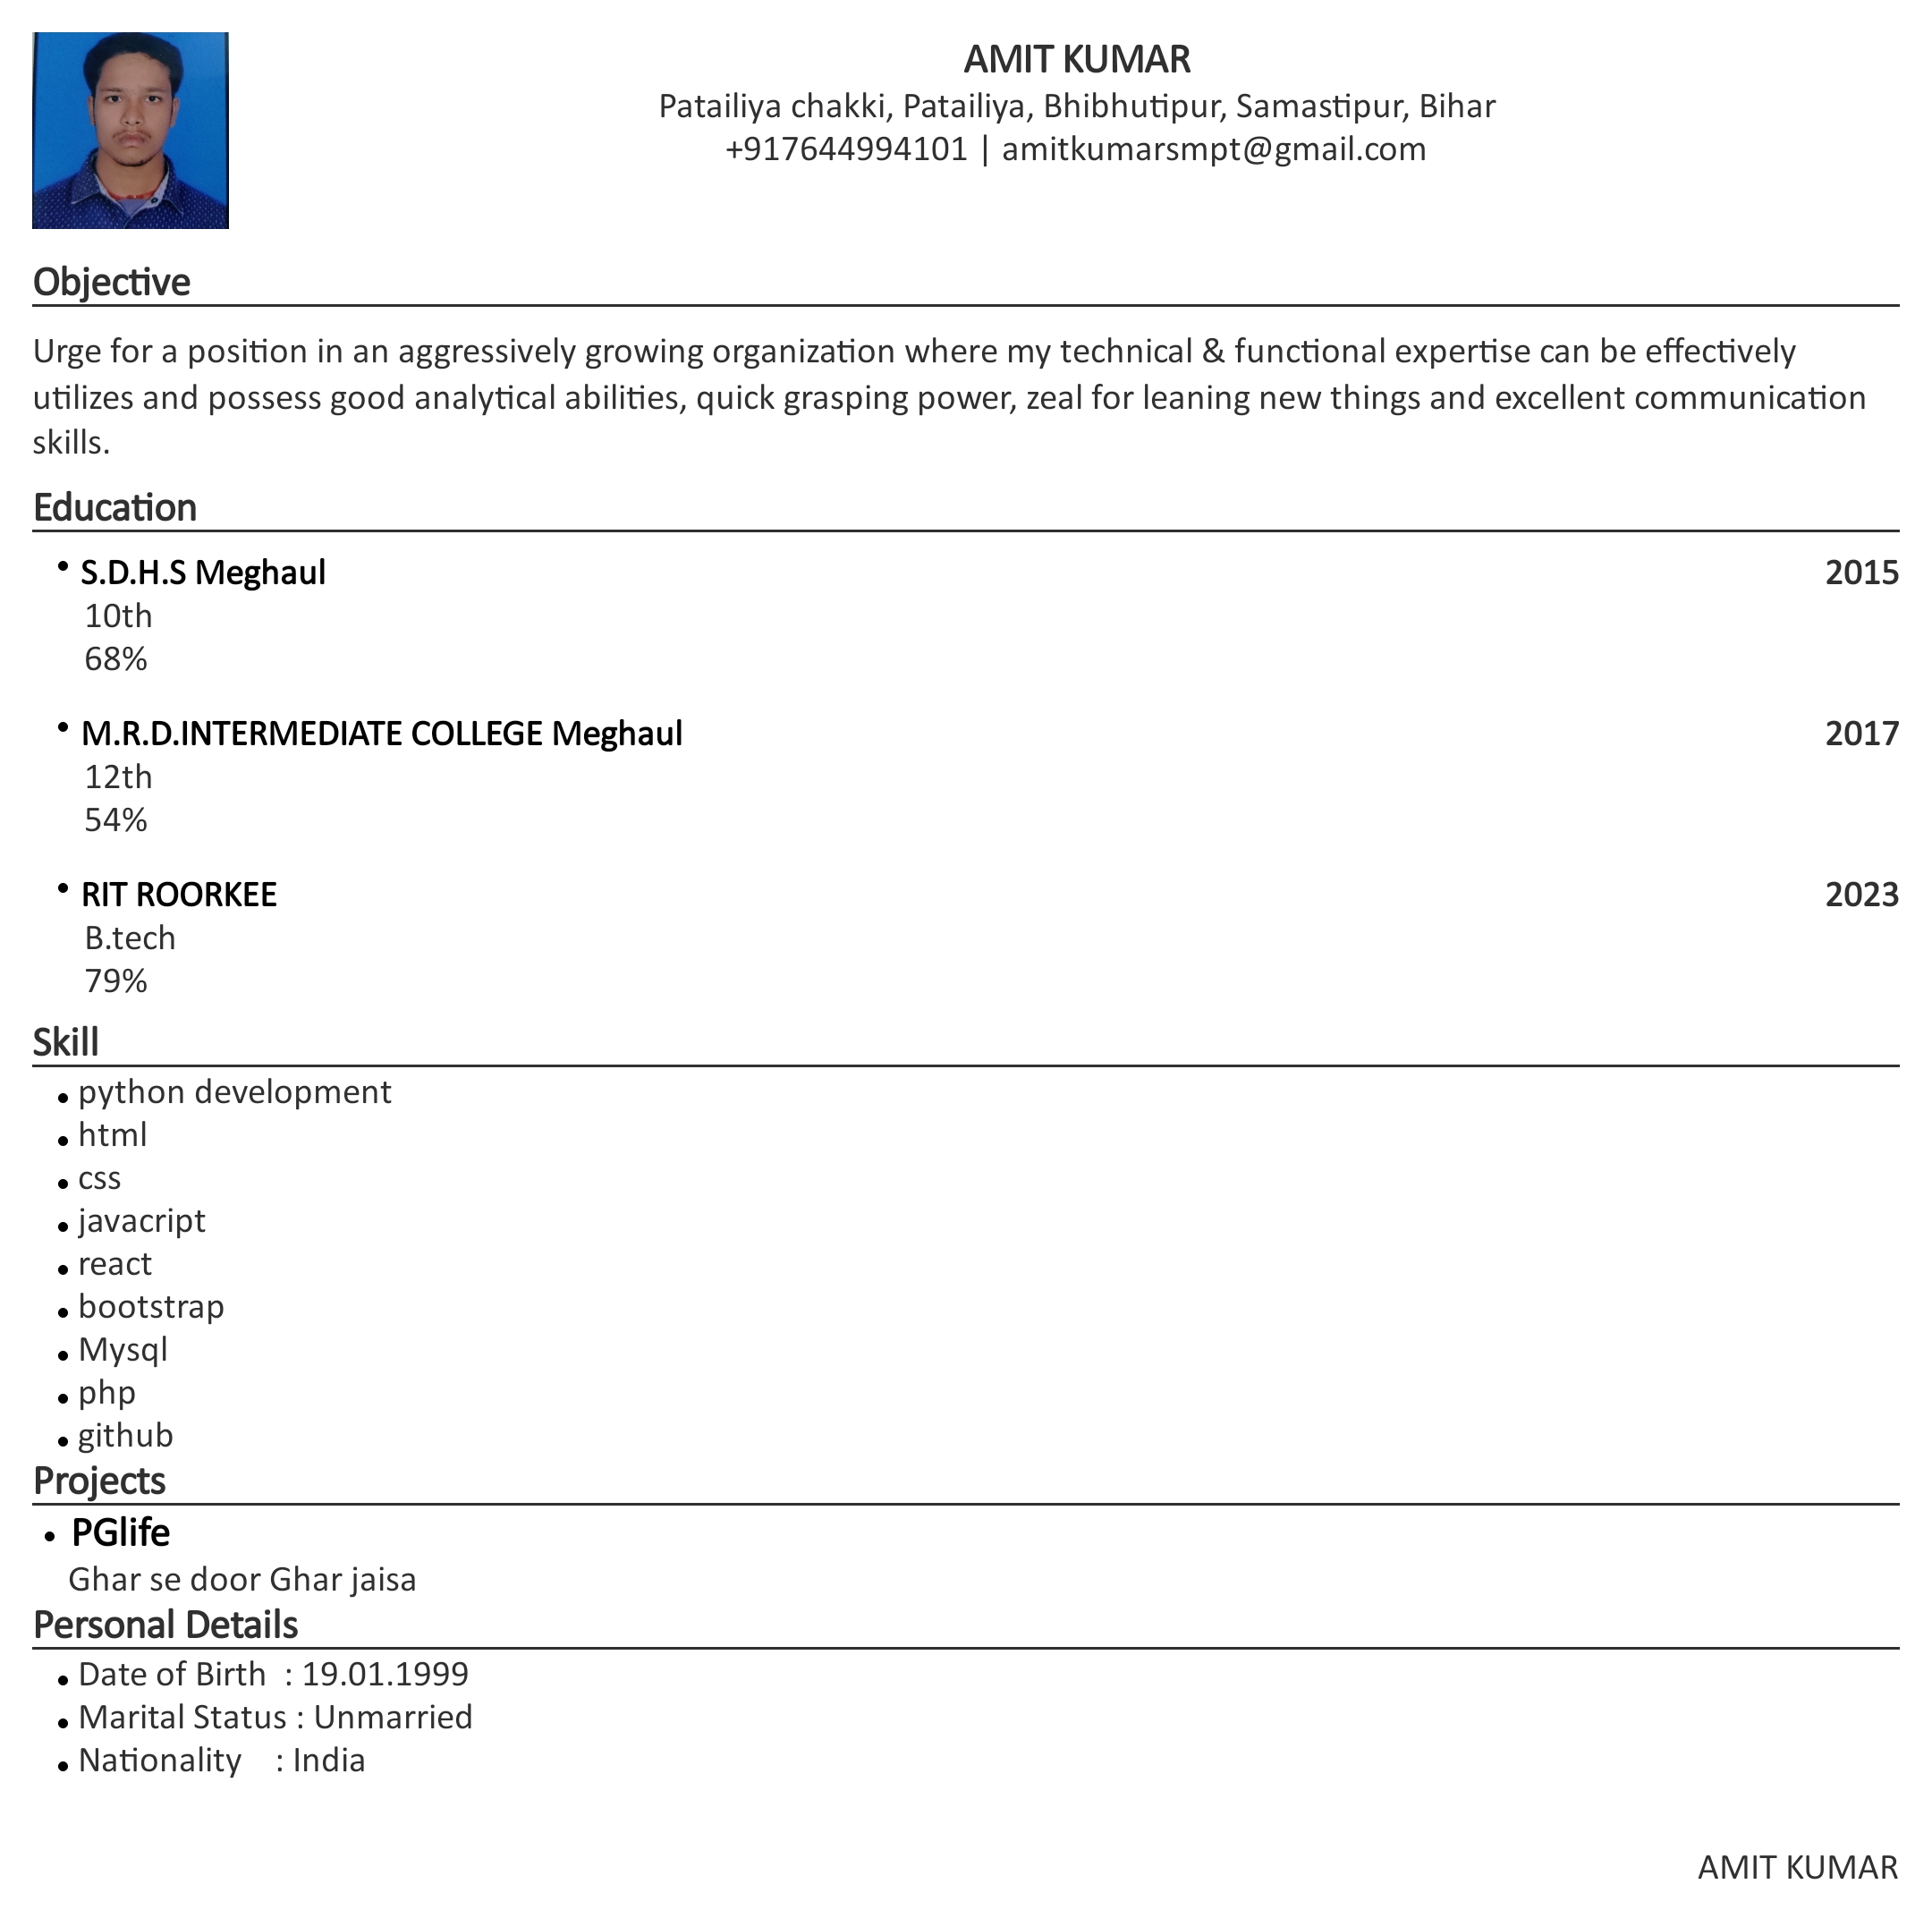 AMIT KUMAR
Patailiya chakki, Patailiya, Bhibhutipur, Samastipur, Bihar
+917644994101 | amitkumarsmpt@gmail.com
Objective
Urge for a position in an aggressively growing organization where my technical & functional expertise can be effectively
utilizes and possess good analytical abilities, quick grasping power, zeal for leaning new things and excellent communication
skills.
Education
• S.D.H.S Meghaul 2015
10th
68%
• M.R.D.INTERMEDIATE COLLEGE Meghaul 2017
12th
54%
• RIT ROORKEE 2023
B.tech
79%
Skill
• python development
• html
• css
• javacript
• react
• bootstrap
• Mysql
• php
• github
Projects
• PGlife
Ghar se door Ghar jaisa
Personal Details
• Date of Birth : 19.01.1999
• Marital Status : Unmarried
• Nationality : India
AMIT KUMAR